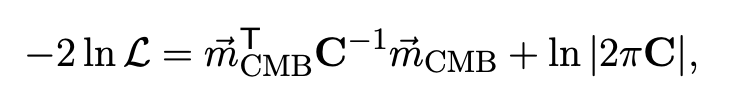 −2 ln ℒ = m⃗ᵀ_CMB C⁻¹ m⃗_CMB + ln |2πC|,